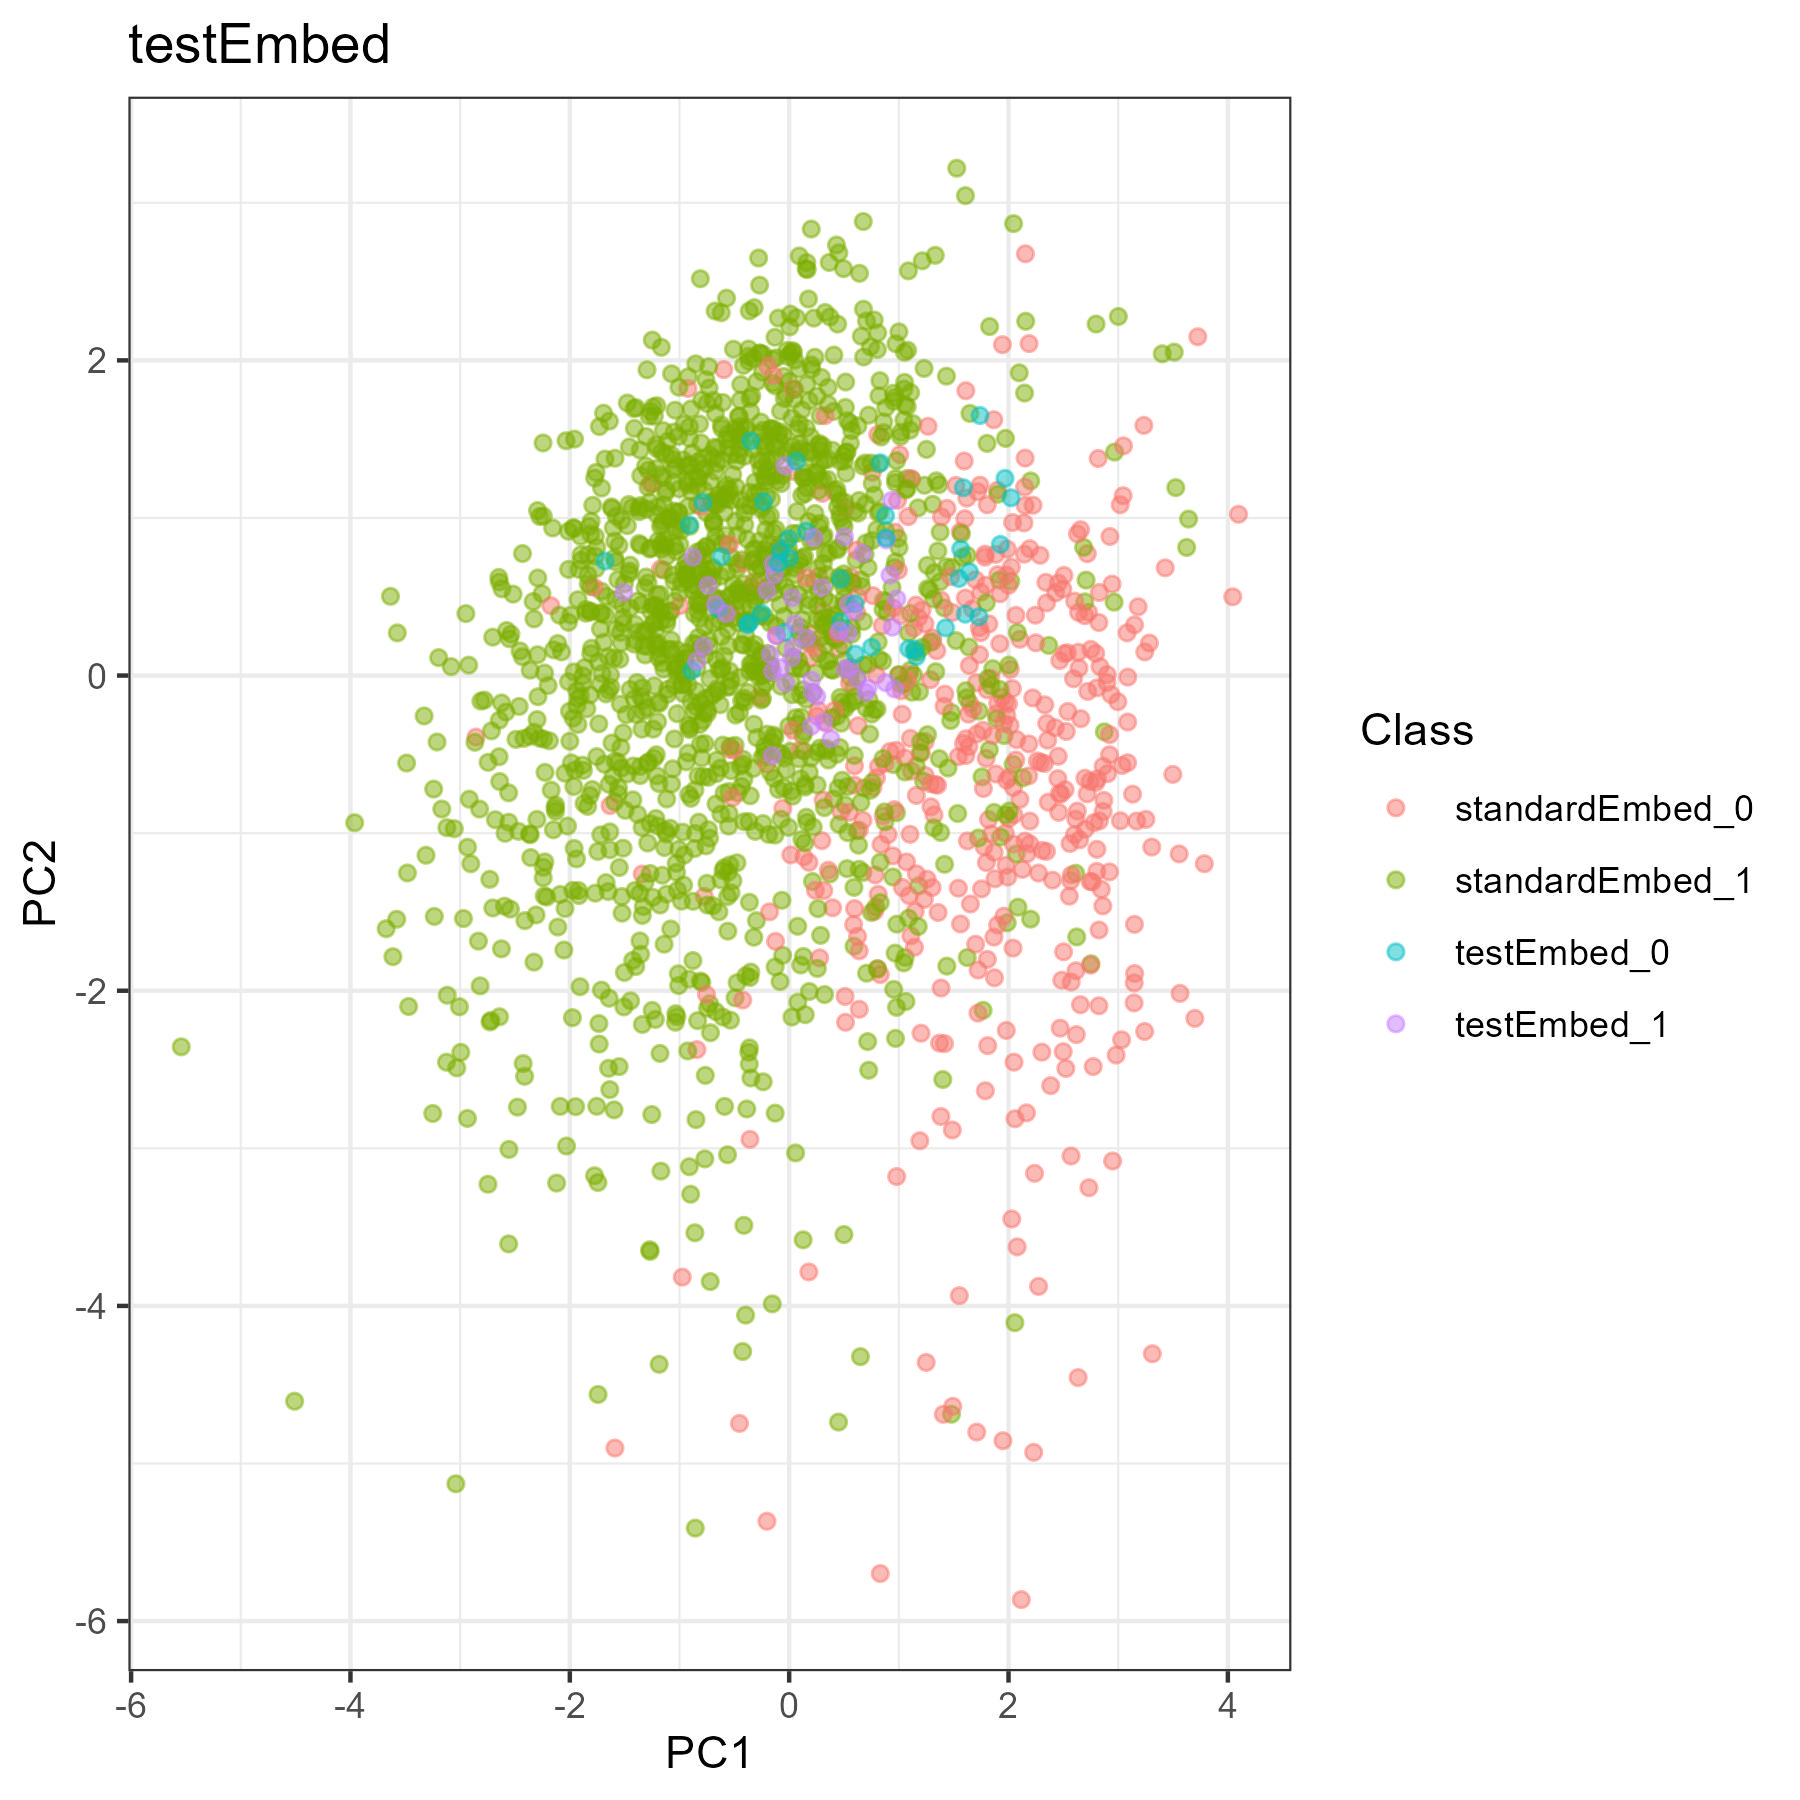 testEmbed
2
0
-2
-4
-6
PC2
-6 -4 -2 0 2 4
PC1
Class
standardEmbed_0
standardEmbed_1
testEmbed_0
testEmbed_1